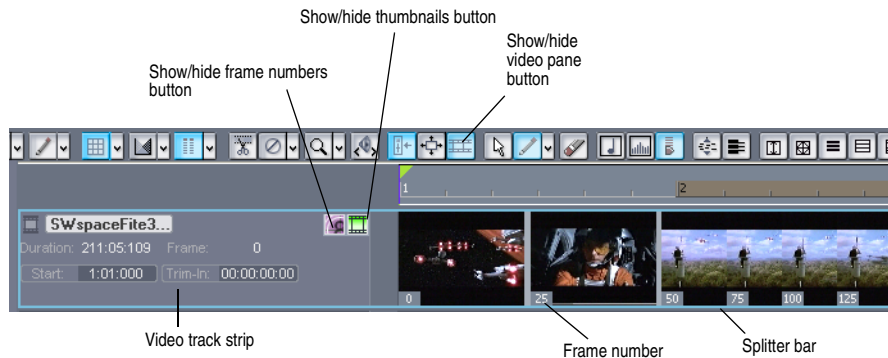 Show/hide thumbnails button
Show/hide
video pane
button
Show/hide frame numbers
button
1 2
SWspaceFite3...
Duration: 211:05:109 Frame: 0
Start: 1:01:000 Trim-In: 00:00:00:00
0 25 50 75 100 125
Video track strip
Frame number
Splitter bar